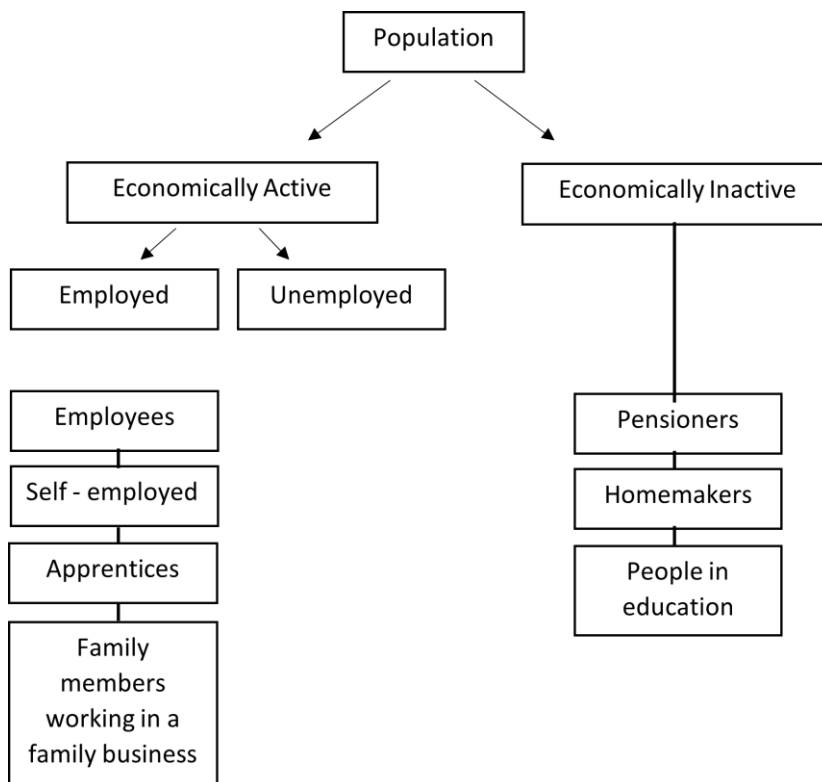 Population
Economically Active
Economically Inactive
Employed
Unemployed
Employees
Self - employed
Apprentices
Family
members
working in a
family business
Pensioners
Homemakers
People in
education